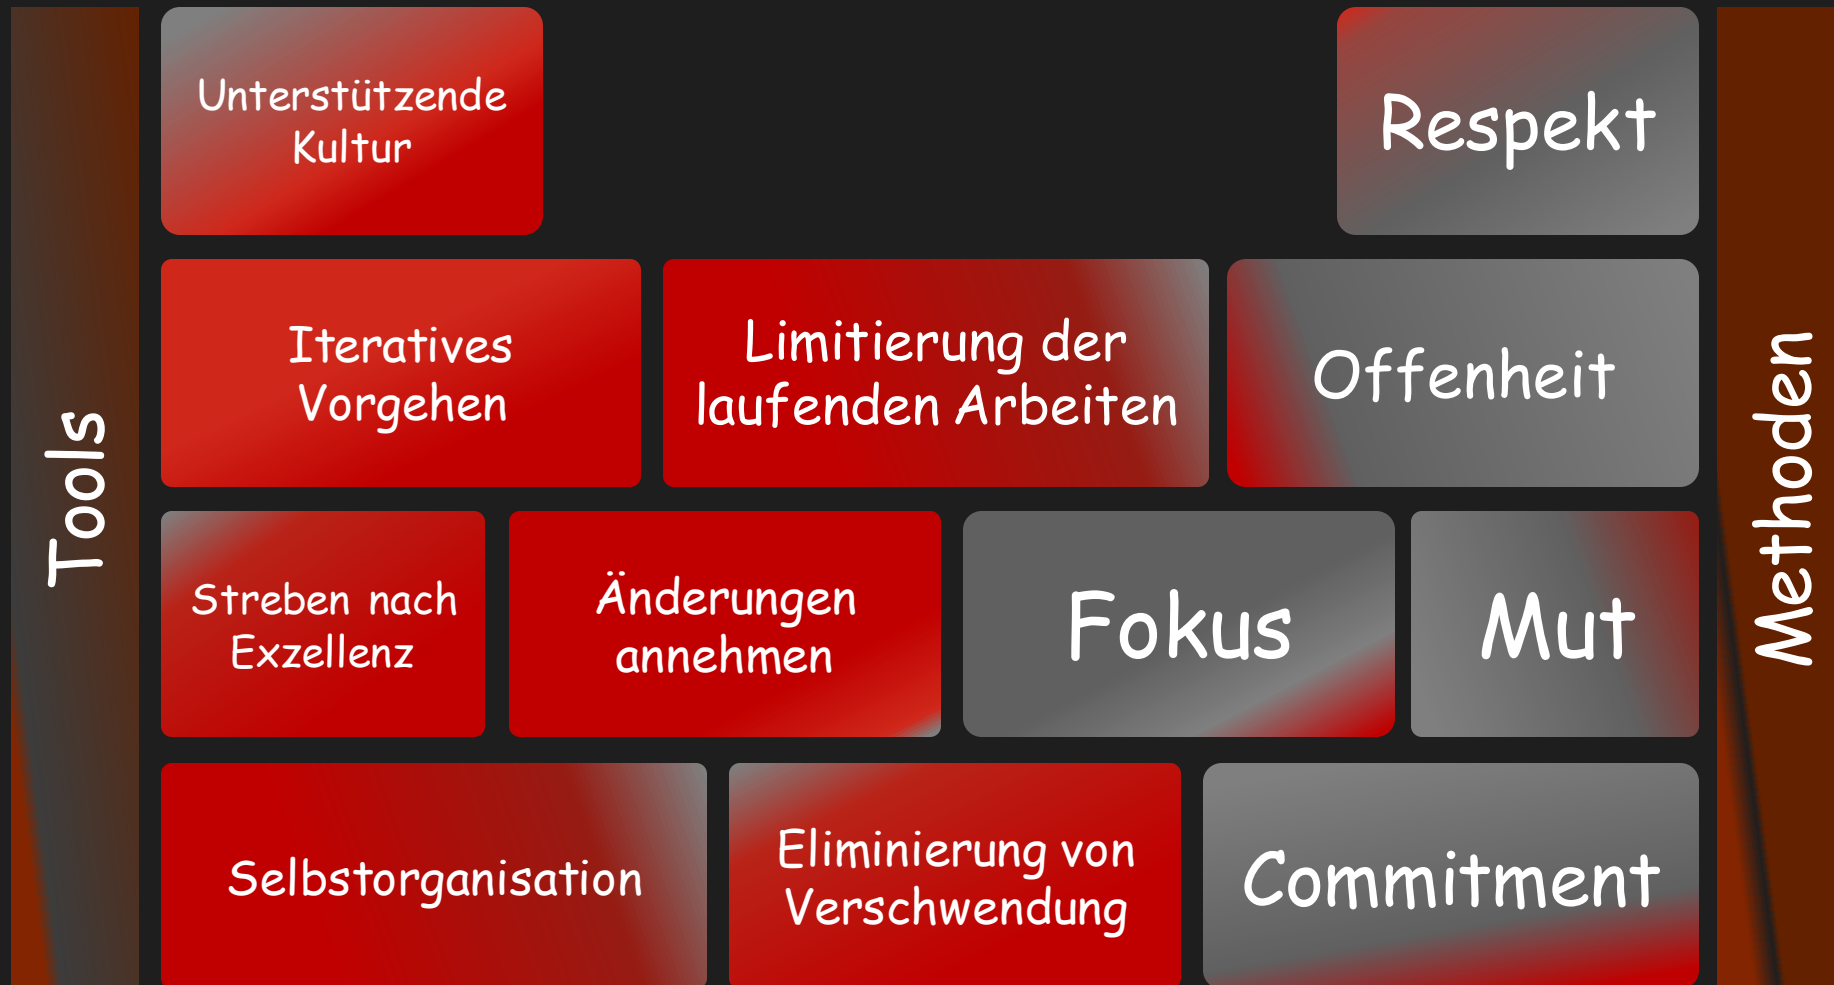 Unterstützende
Kultur
Respekt
Iteratives
Vorgehen
Limitierung der
laufenden Arbeiten
Offenheit
Streben nach
Exzellenz
Änderungen
annehmen
Fokus
Mut
Selbstorganisation
Eliminierung von
Verschwendung
Commitment
Tools
Methoden